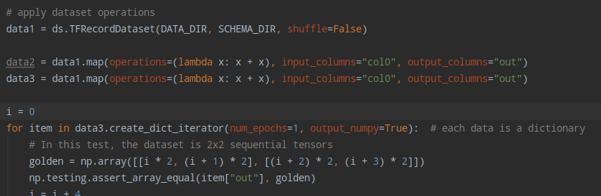 # apply dataset operations
data1 = ds.TFRecordDataset(DATA_DIR, SCHEMA_DIR, shuffle=False)
data2 = data1.map(operations=(lambda x: x + x), input_columns="col0", output_columns="out")
data3 = data1.map(operations=(lambda x: x + x), input_columns="col0", output_columns="out")
i = 0
for item in data3.create_dict_iterator(num_epochs=1, output_numpy=True):  # each data is a dictionary
    # In this test, the dataset is 2x2 sequential tensors
    golden = np.array([[i * 2, (i + 1) * 2], [(i + 2) * 2, (i + 3) * 2]])
    np.testing.assert_array_equal(item["out"], golden)
    i = i + 4